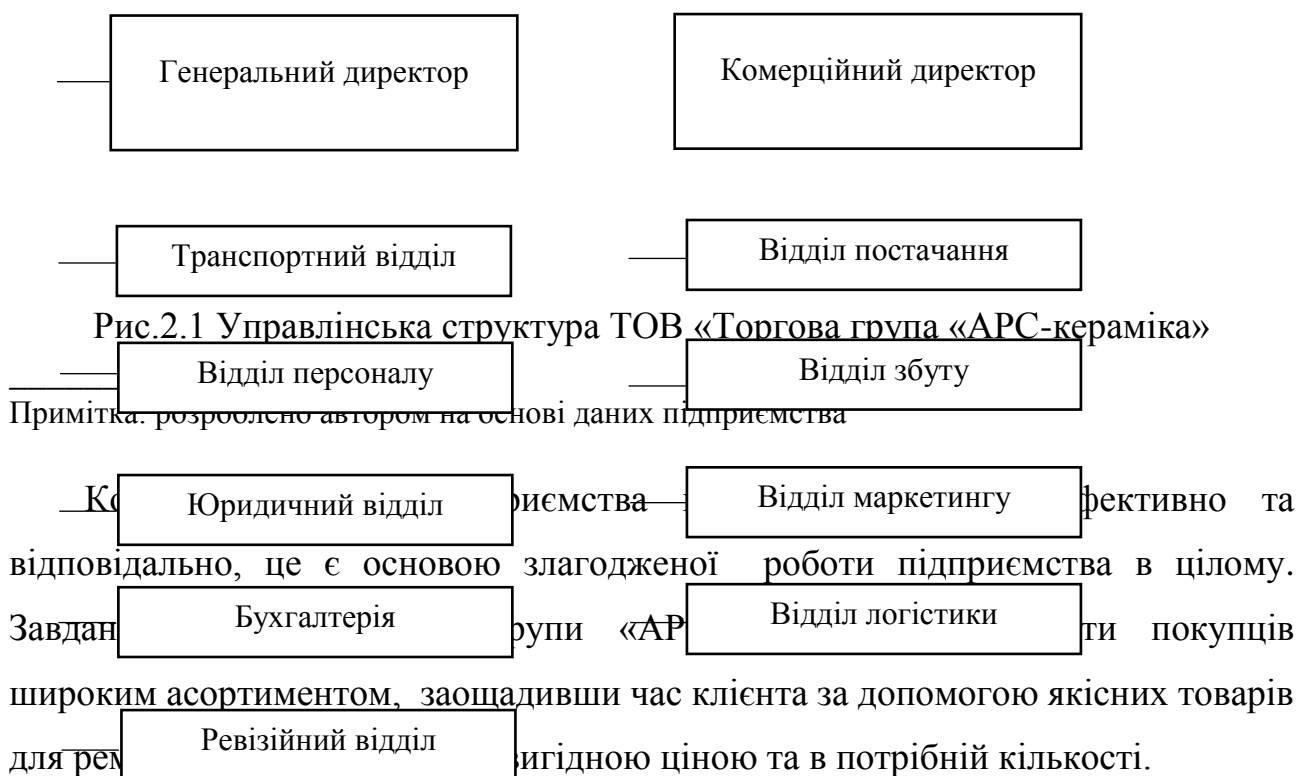 Генеральний директор
Комерційний директор
Транспортний відділ
Відділ постачання
Рис.2.1 Управлінська структура ТОВ «Торгова група «АРС-кераміка»
Відділ персоналу
Відділ збуту
Примітка: розроблено автором на основі даних підприємства
Юридичний відділ
Відділ маркетингу
та
відповідально, це є основою злагодженої роботи підприємства в цілому.
Бухгалтерія
Відділ логістики
покупців
широким асортиментом, заощадивши час клієнта за допомогою якісних товарів
Ревізійний відділ
для ціною та в потрібній кількості.